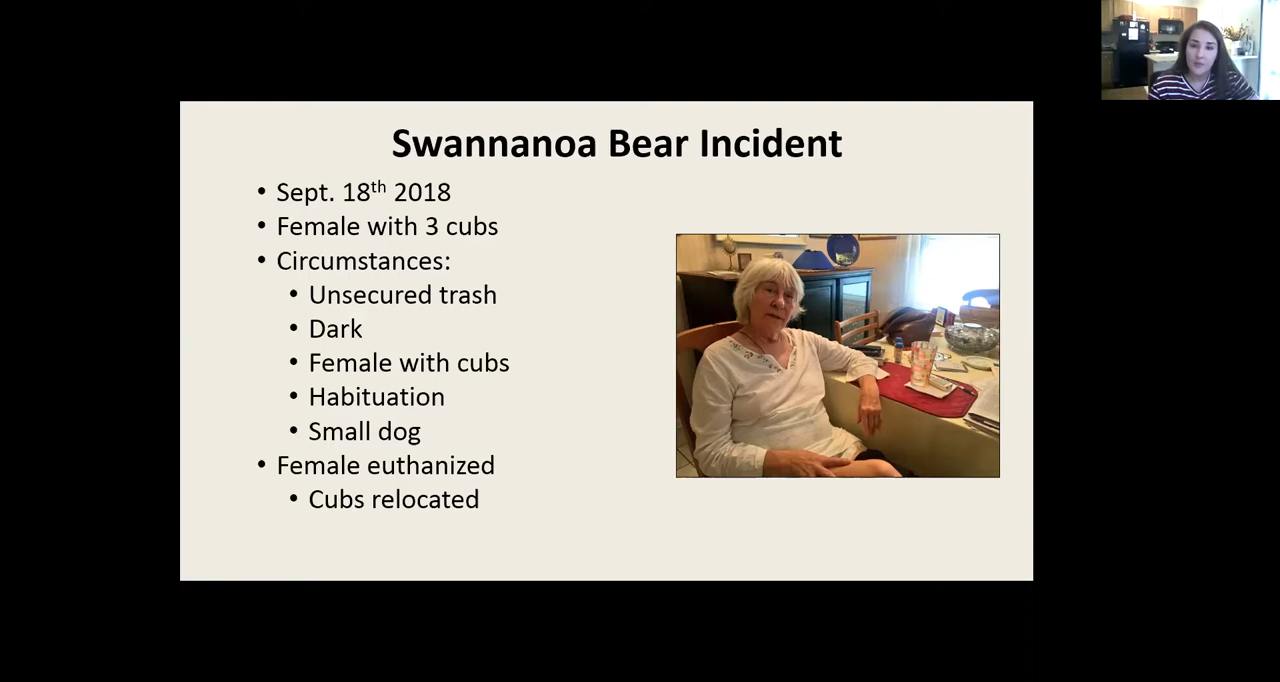 Swannanoa Bear Incident
• Sept. 18th 2018
• Female with 3 cubs
• Circumstances:
• Unsecured trash
• Dark
• Female with cubs
• Habituation
• Small dog
• Female euthanized
• Cubs relocated